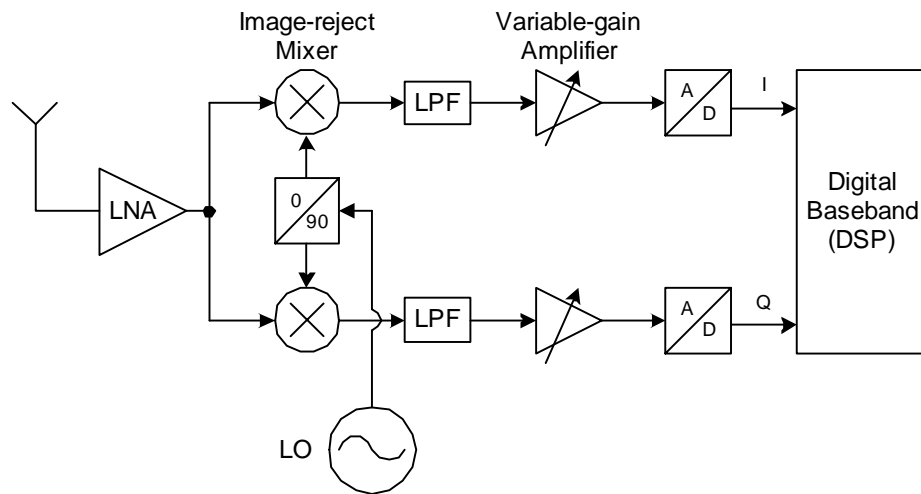 Image-reject
Mixer
Variable-gain
Amplifier
LPF
A
D
I
LNA
0
90
Digital
Baseband
(DSP)
LPF
A
D
Q
LO